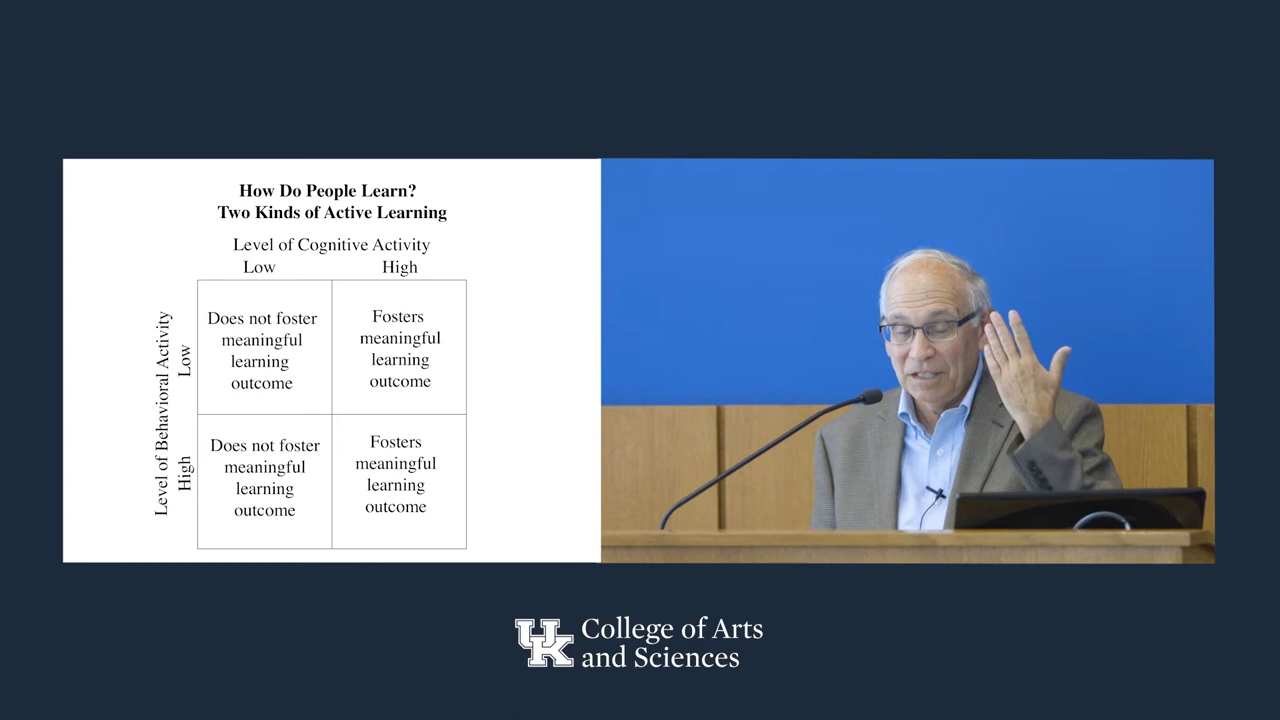 How Do People Learn?
Two Kinds of Active Learning
Level of Cognitive Activity
Low
High
Level of Behavioral Activity
Low
High
Does not foster
meaningful
learning
outcome
Fosters
meaningful
learning
outcome
Does not foster
meaningful
learning
outcome
Fosters
meaningful
learning
outcome
UK
College of Arts
and Sciences